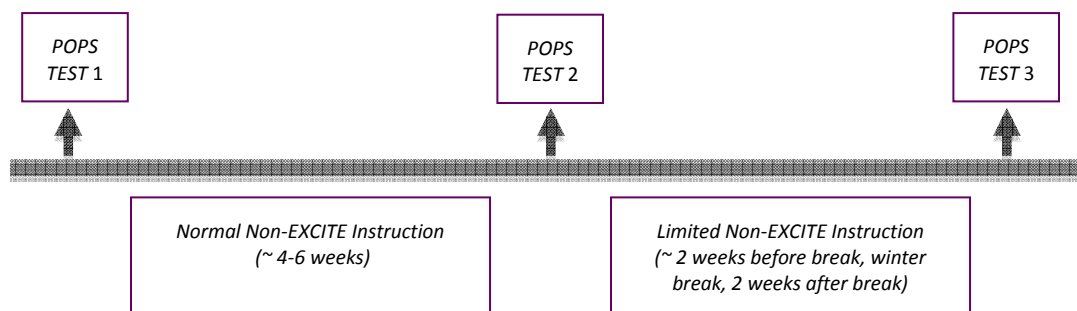 POPS
TEST 1
POPS
TEST 2
POPS
TEST 3
Normal Non-EXCITE Instruction
(~ 4-6 weeks)
Limited Non-EXCITE Instruction
(~ 2 weeks before break, winter
break, 2 weeks after break)